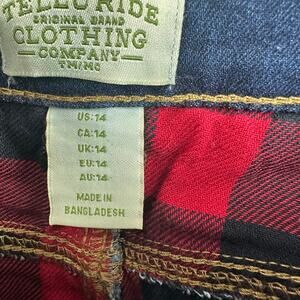 TELLURIDE
ORIGINAL BRAND
CLOTHING
COMPANY
TM/MC
US:14
CA:14
UK:14
EU:14
AU:14
MADE IN
BANGLADESH